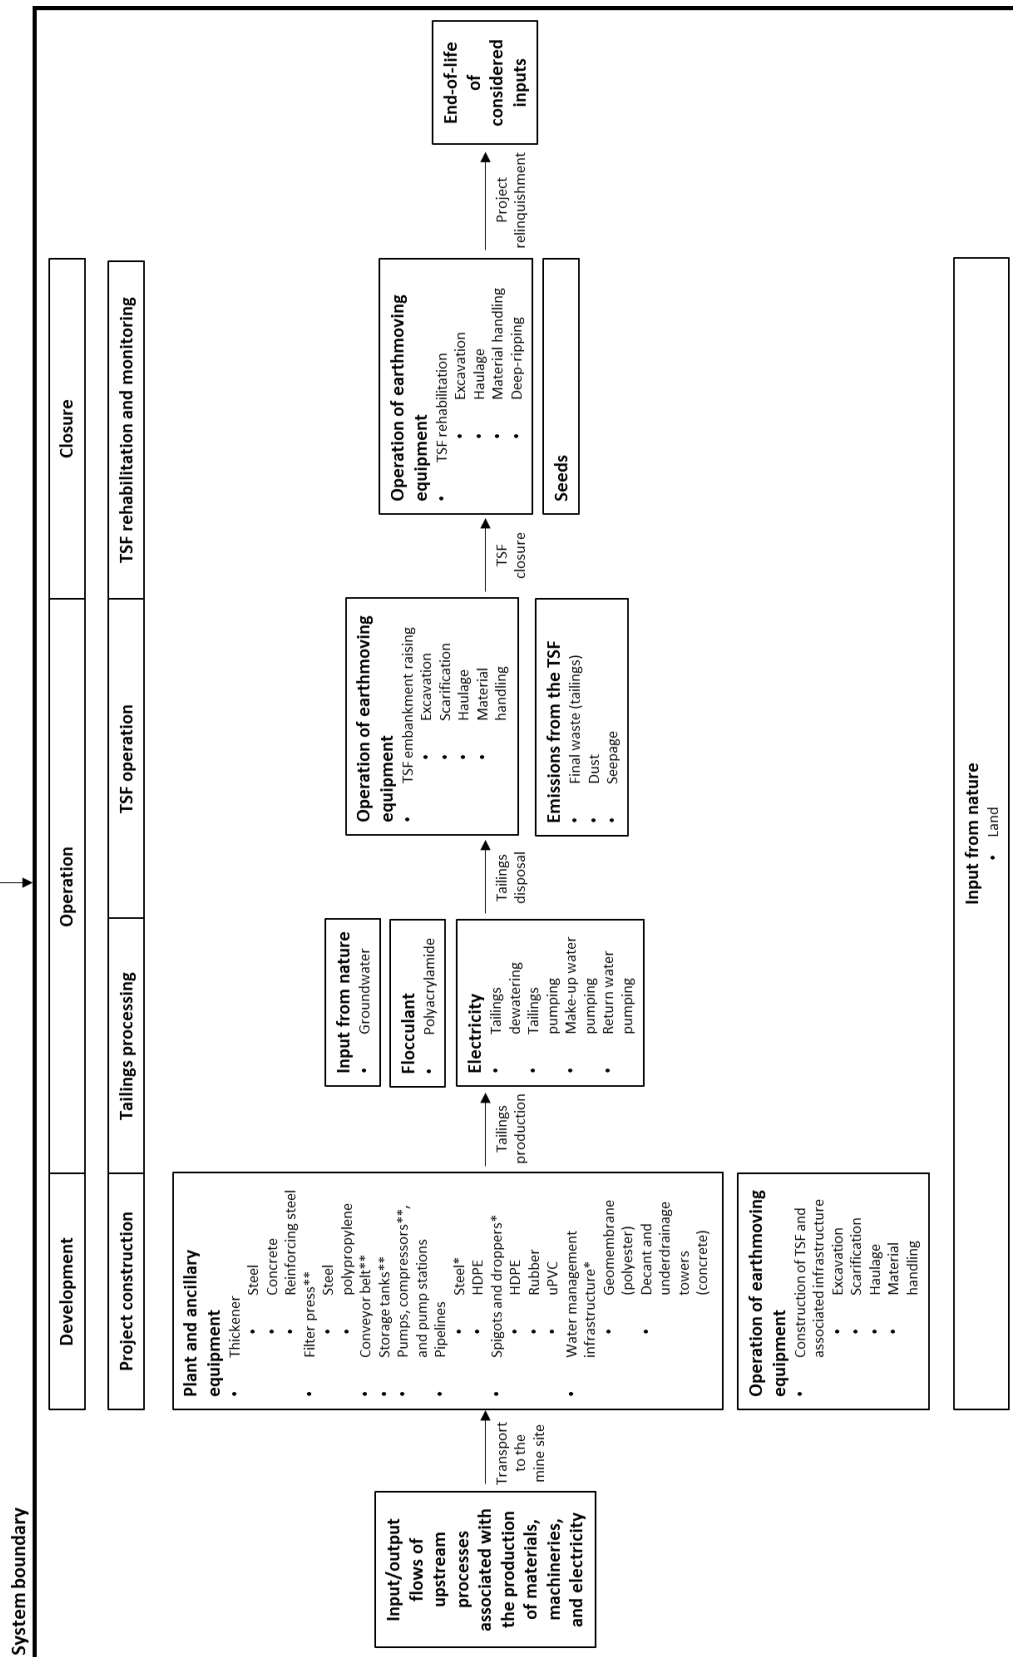 System boundary
Development
Operation
Closure
Project construction
Tailings processing
TSF operation
TSF rehabilitation and monitoring
Input/output
flows of
upstream
processes
associated with
the production
of materials,
machineries,
and electricity
Transport
to the
mine site
Plant and ancillary
equipment
• Thickener
• Steel
• Concrete
• Reinforcing steel
• Filter press**
• Steel
• polypropylene
• Conveyor belt**
• Storage tanks**
• Pumps, compressors**,
and pump stations
• Pipelines
• Steel*
• HDPE
• Spigots and droppers*
• HDPE
• Rubber
• uPVC
• Water management
infrastructure*
• Geomembrane
(polyester)
• Decant and
underdrainage
towers
(concrete)
Operation of earthmoving
equipment
• Construction of TSF and
associated infrastructure
• Excavation
• Scarification
• Haulage
• Material
handling
Tailings
production
Input from nature
• Groundwater
Flocculant
• Polyacrylamide
Electricity
• Tailings
dewatering
• Tailings
pumping
• Make-up water
pumping
• Return water
pumping
Tailings
disposal
Operation of earthmoving
equipment
• TSF embankment raising
• Excavation
• Scarification
• Haulage
• Material
handling
Emissions from the TSF
• Final waste (tailings)
• Dust
• Seepage
TSF
closure
Operation of earthmoving
equipment
• TSF rehabilitation
• Excavation
• Haulage
• Material handling
• Deep-ripping
Seeds
Project
relinquishment
End-of-life
of
considered
inputs
Input from nature
• Land